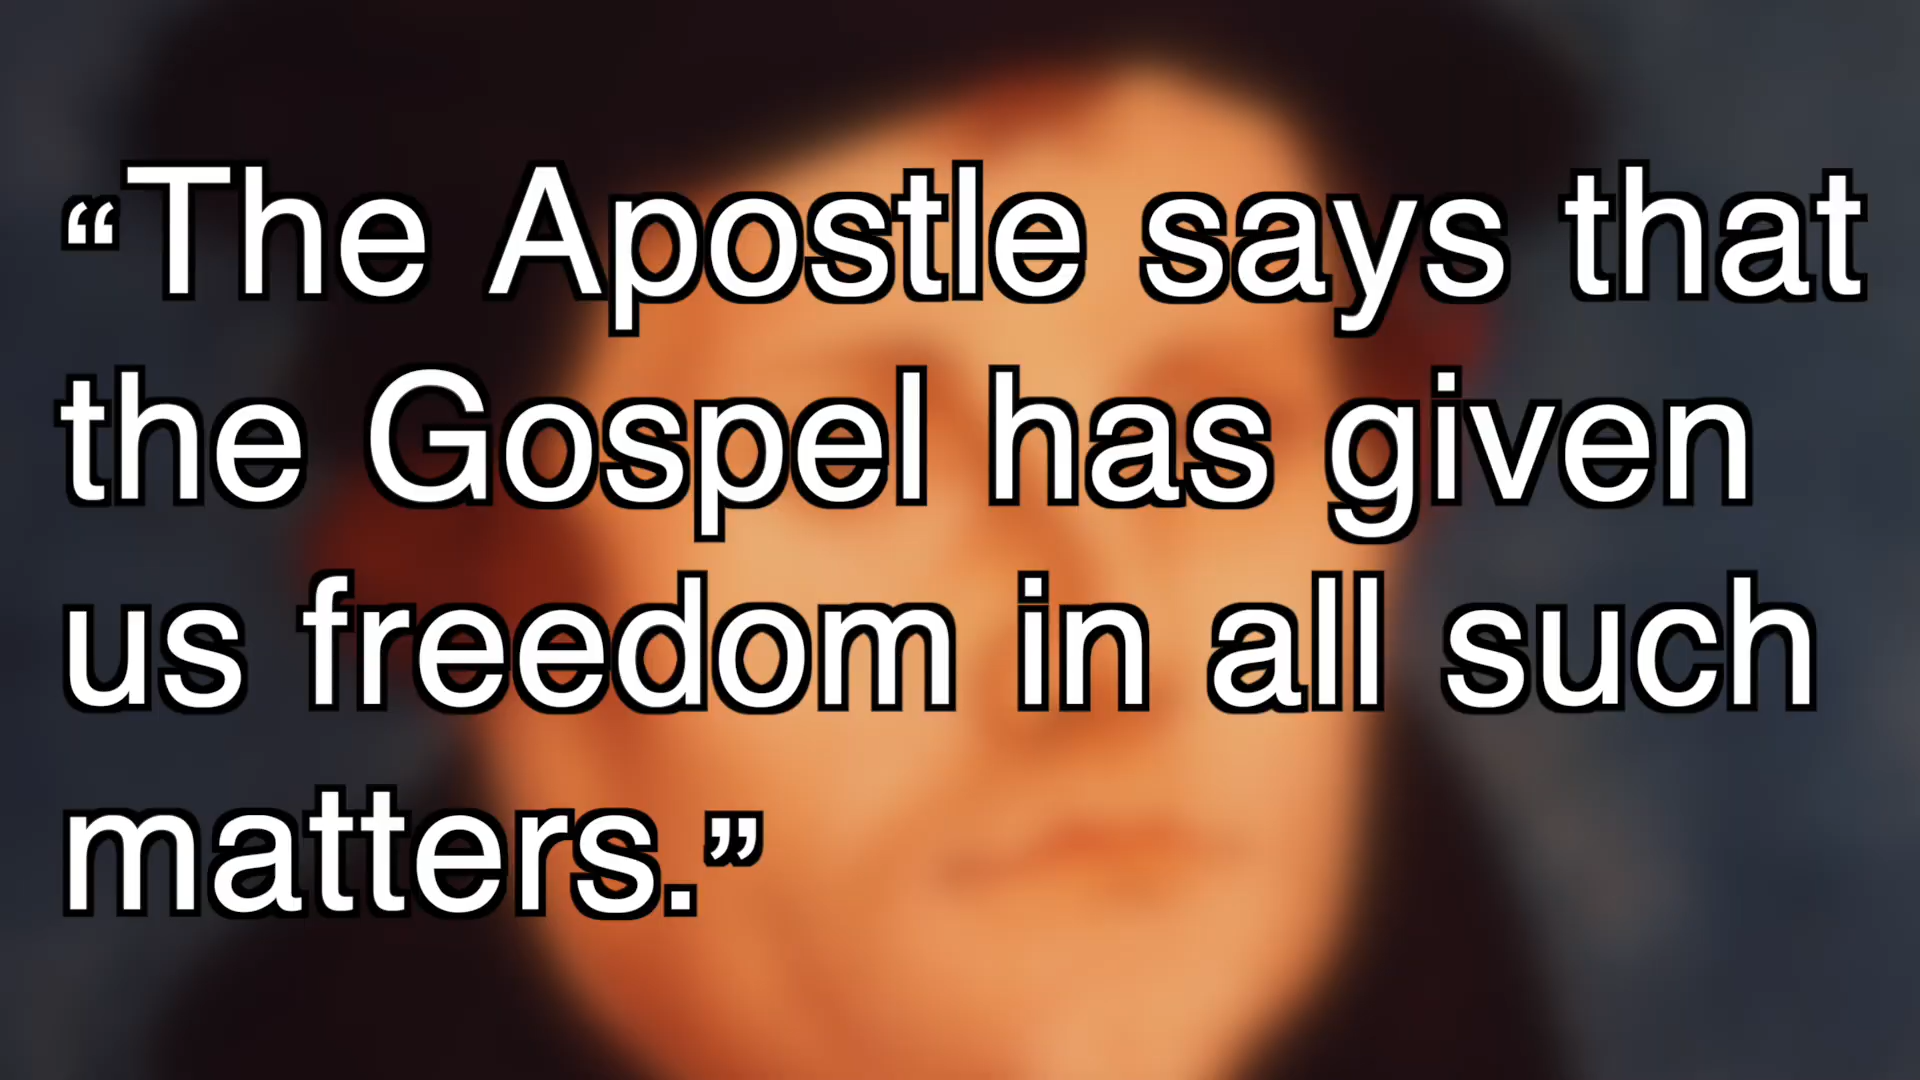 “The Apostle says that
the Gospel has given
us freedom in all such
matters.”